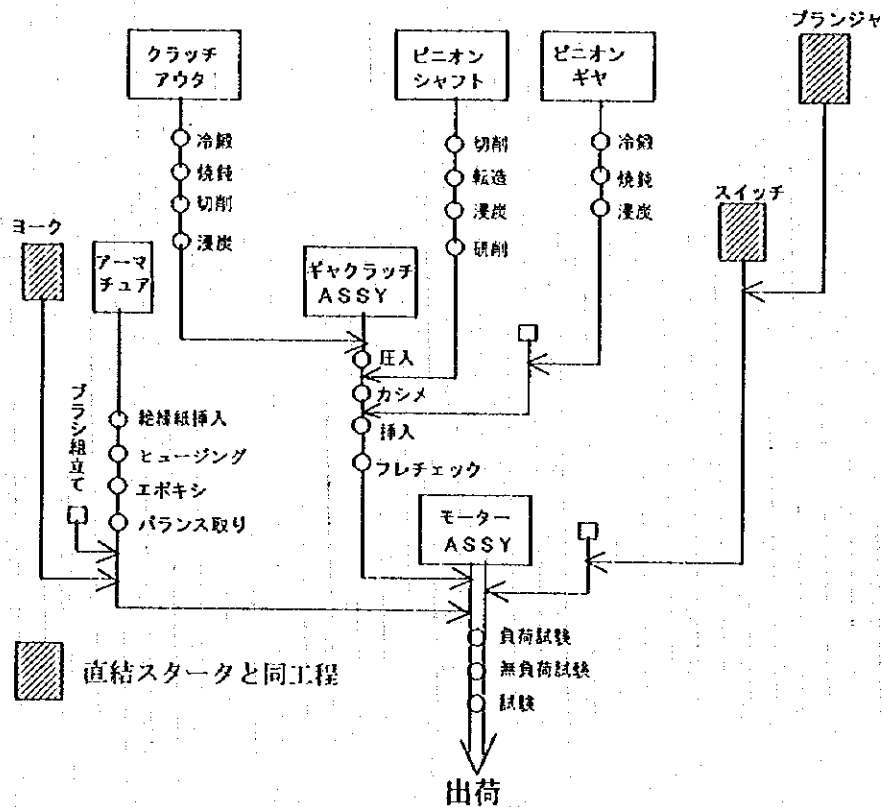 プランジャ
クラッチ
アウタ
ピニオン
シャフト
ピニオン
ギヤ
冷鍛
焼鈍
切削
浸炭
切削
転造
浸炭
研削
冷鍛
焼鈍
浸炭
スイッチ
ヨーク
アーマ
チュア
ギャクラッチ
ASSY
圧入
カシメ
挿入
フレチェック
ブラシ組立て
絶縁紙挿入
ヒュージング
エポキシ
バランス取り
モーター
ASSY
負荷試験
無負荷試験
試験
直結スタータと同工程
出荷